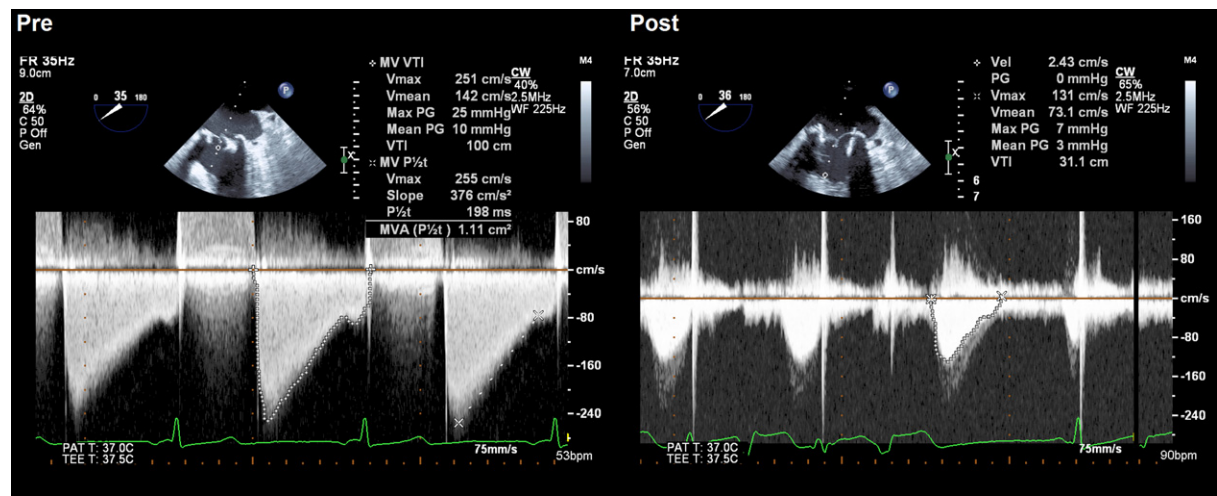 Pre
FR 35Hz
9.0cm
2D
64%
C 50
P Off
Gen
0 35 180
P
MV VTI
Vmax 251 cm/s
Vmean 142 cm/s
Max PG 25 mmHg
Mean PG 10 mmHg
VTI 100 cm
MV P½t
Vmax 255 cm/s
Slope 376 cm/s²
P½t 198 ms
MVA (P½t ) 1.11 cm²
CW
40%
2.5MHz
WF 225Hz
M4
X
80
cm/s
-80
-160
-240
PAT T: 37.0C
TEE T: 37.5C
75mm/s
53bpm
Post
FR 35Hz
7.0cm
2D
56%
C 50
P Off
Gen
0 36 180
P
Vel 2.43 cm/s
PG 0 mmHg
Vmax 131 cm/s
Vmean 73.1 cm/s
Max PG 7 mmHg
Mean PG 3 mmHg
VTI 31.1 cm
CW
65%
2.5MHz
WF 225Hz
M4
X
6
7
160
80
cm/s
-80
-160
-240
PAT T: 37.0C
TEE T: 37.5C
75mm/s
90bpm